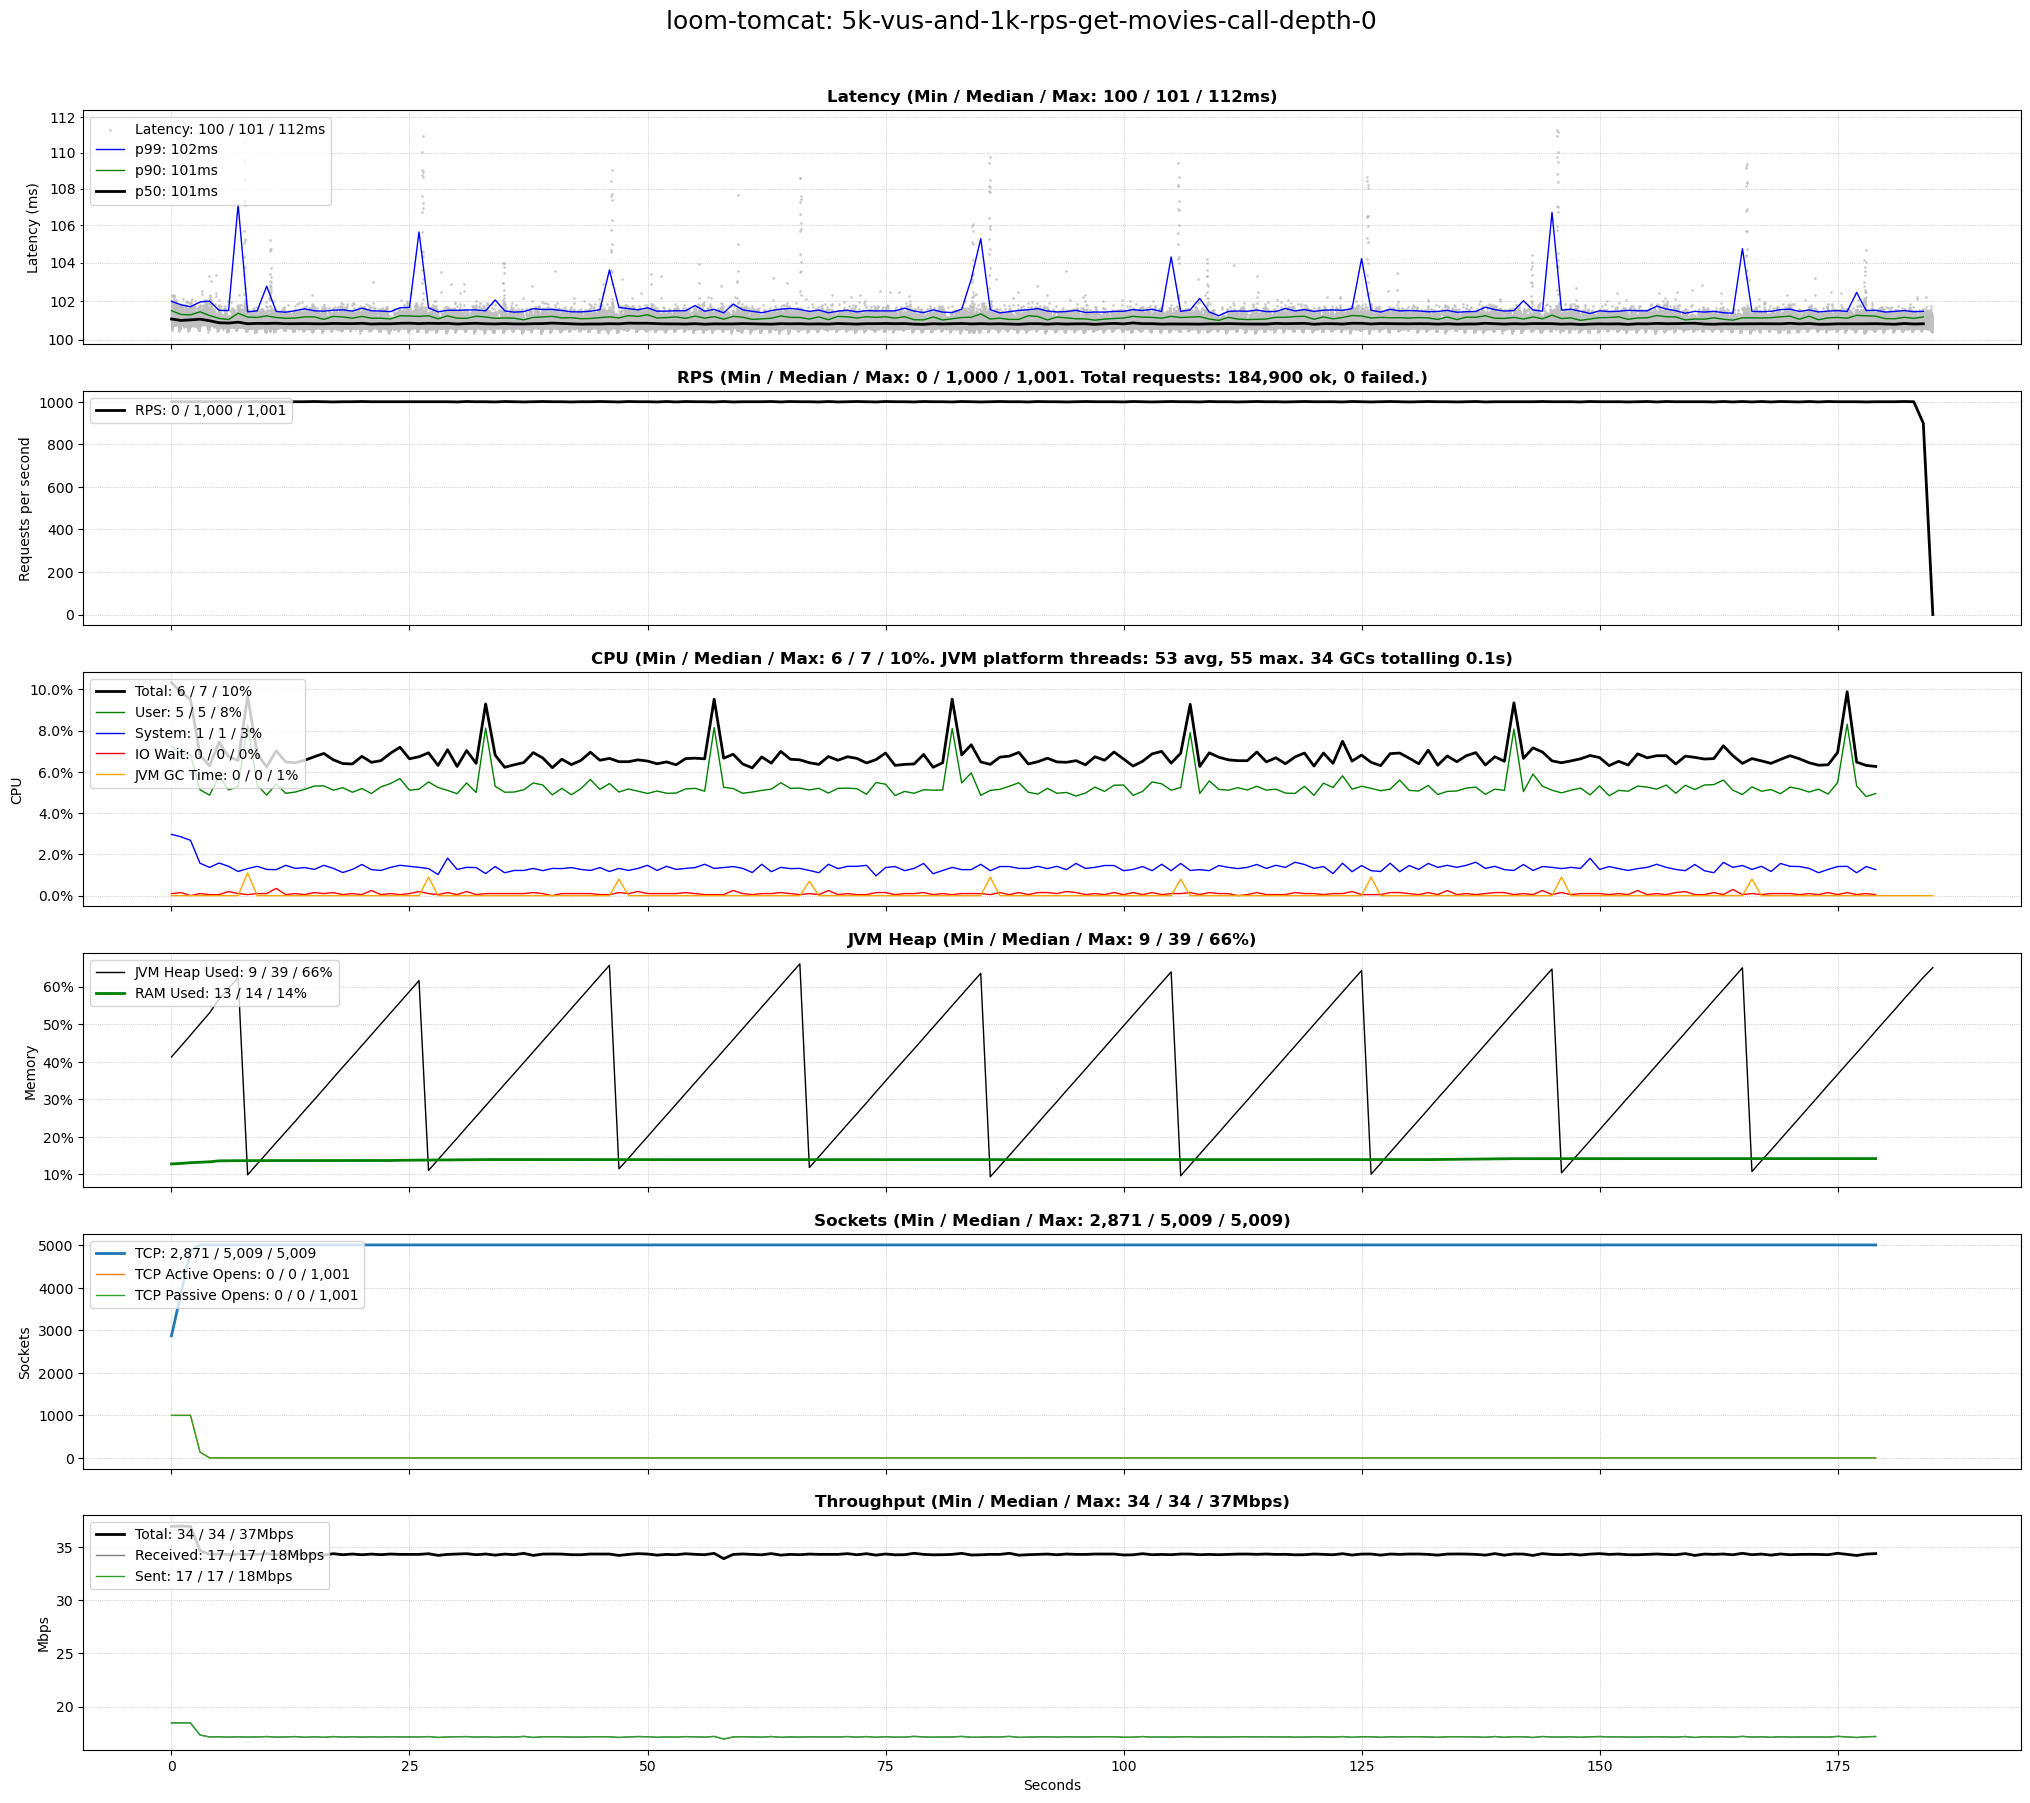 loom-tomcat: 5k-vus-and-1k-rps-get-movies-call-depth-0
Latency (Min / Median / Max: 100 / 101 / 112ms)
Latency (ms)
112
110
108
106
104
102
100
Latency: 100 / 101 / 112ms
p99: 102ms
p90: 101ms
p50: 101ms
RPS (Min / Median / Max: 0 / 1,000 / 1,001. Total requests: 184,900 ok, 0 failed.)
Requests per second
1000
800
600
400
200
0
RPS: 0 / 1,000 / 1,001
CPU (Min / Median / Max: 6 / 7 / 10%. JVM platform threads: 53 avg, 55 max. 34 GCs totalling 0.1s)
CPU
10.0%
8.0%
6.0%
4.0%
2.0%
0.0%
Total: 6 / 7 / 10%
User: 5 / 5 / 8%
System: 1 / 1 / 3%
IO Wait: 0 / 0 / 0%
JVM GC Time: 0 / 0 / 1%
JVM Heap (Min / Median / Max: 9 / 39 / 66%)
Memory
60%
50%
40%
30%
20%
10%
JVM Heap Used: 9 / 39 / 66%
RAM Used: 13 / 14 / 14%
Sockets (Min / Median / Max: 2,871 / 5,009 / 5,009)
Sockets
5000
4000
3000
2000
1000
0
TCP: 2,871 / 5,009 / 5,009
TCP Active Opens: 0 / 0 / 1,001
TCP Passive Opens: 0 / 0 / 1,001
Throughput (Min / Median / Max: 34 / 34 / 37Mbps)
Mbps
35
30
25
20
Total: 34 / 34 / 37Mbps
Received: 17 / 17 / 18Mbps
Sent: 17 / 17 / 18Mbps
0 25 50 75 100 125 150 175
Seconds